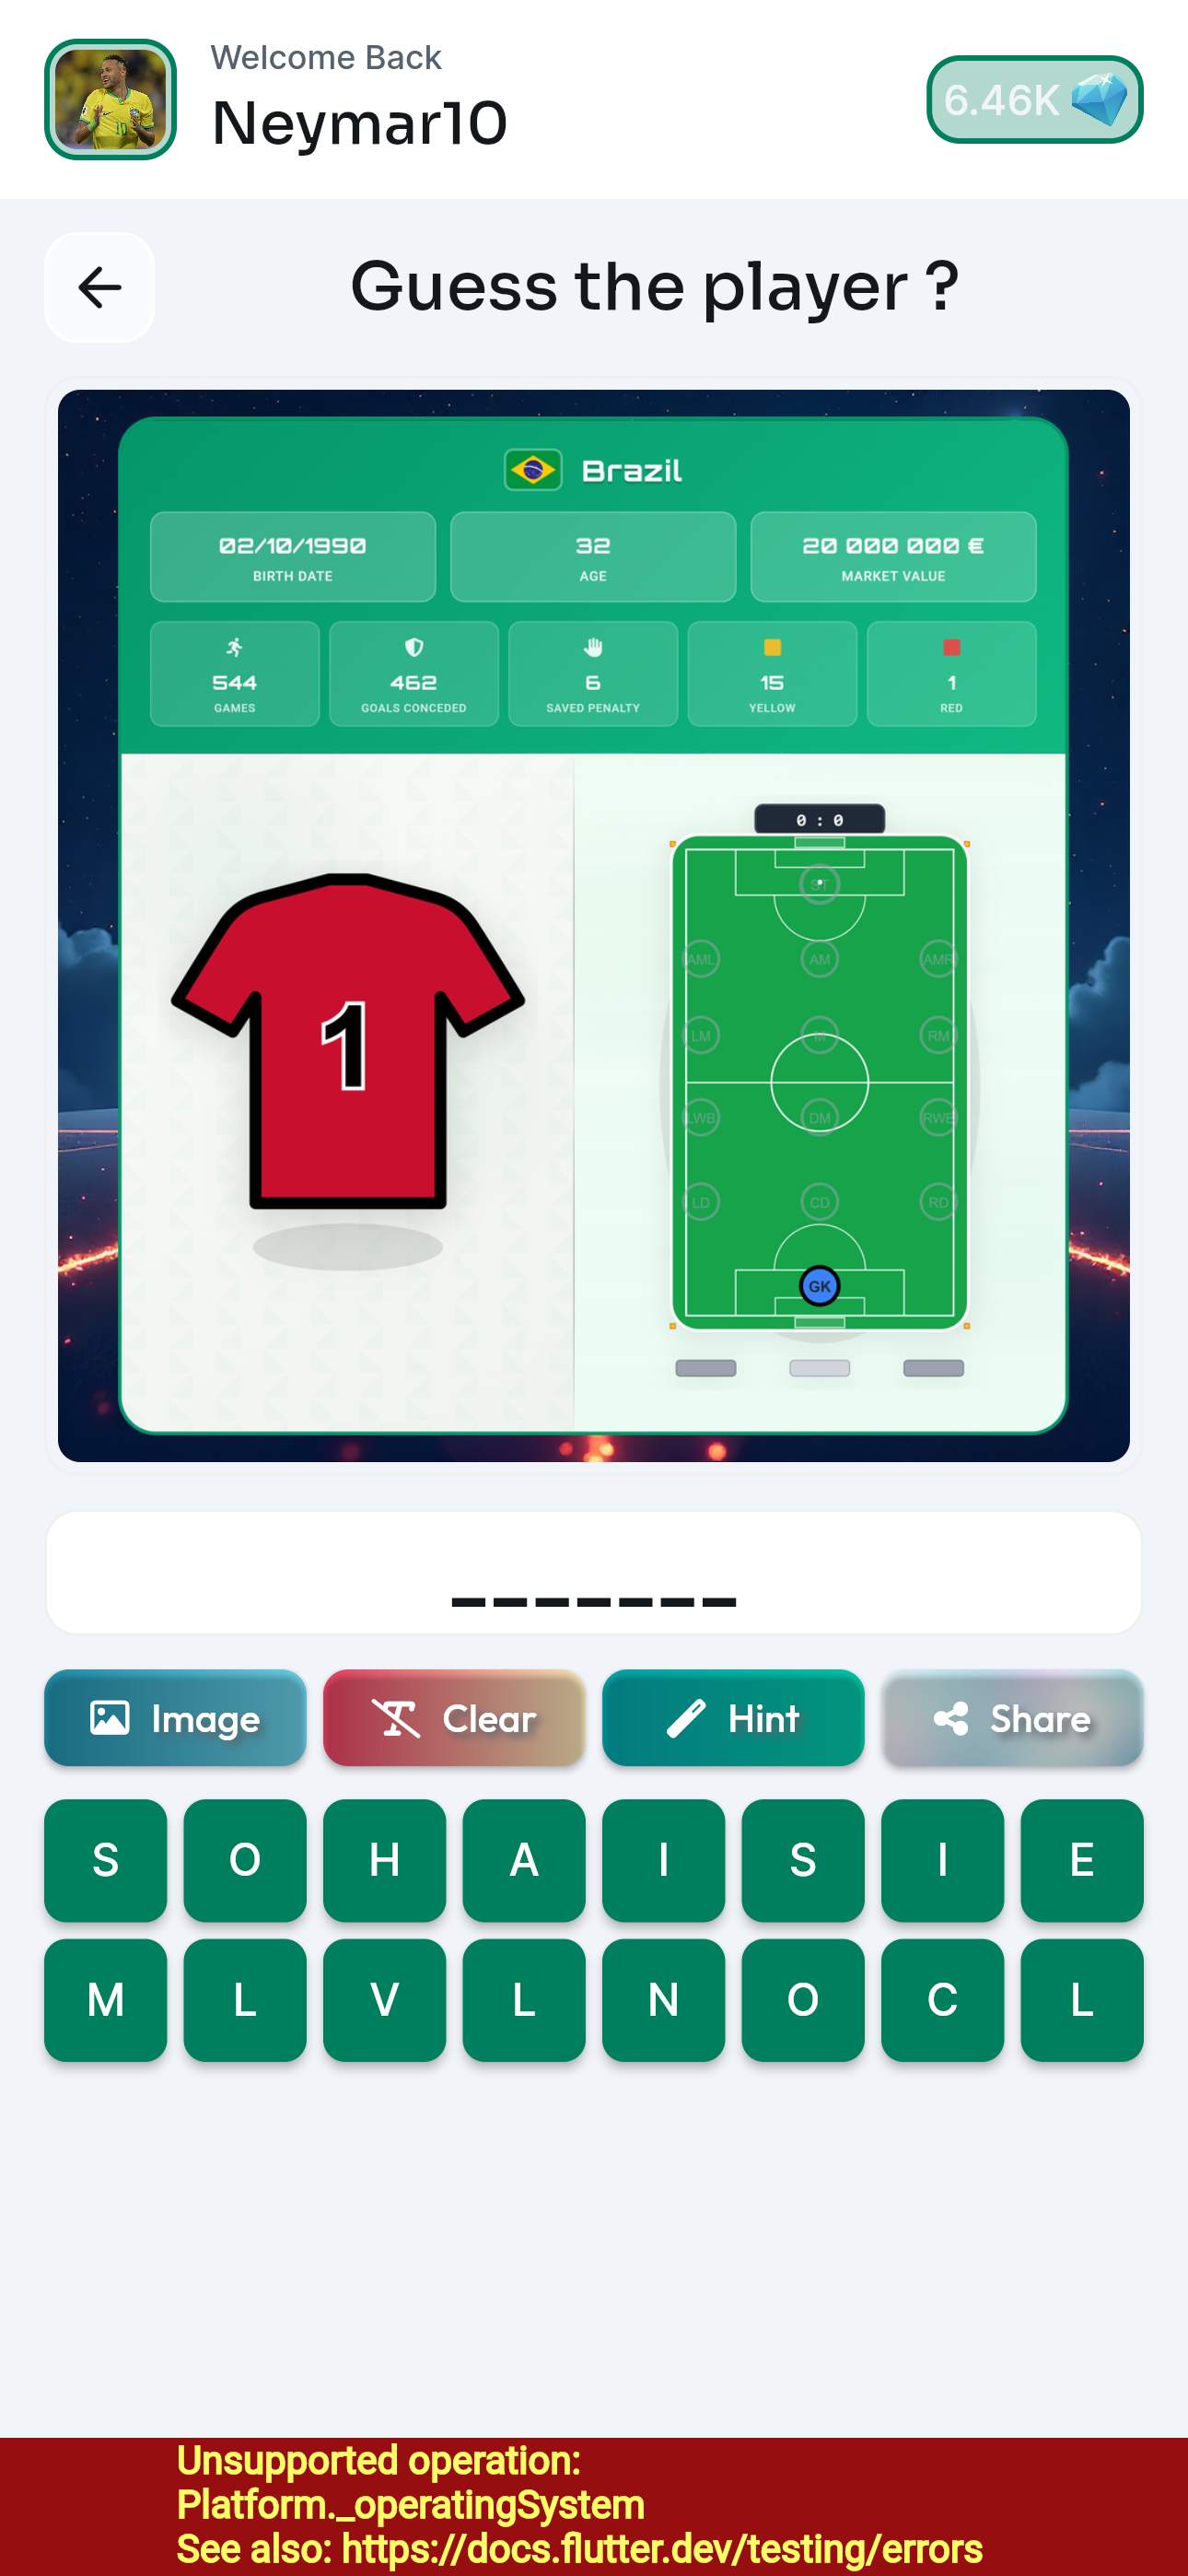 Welcome Back
Neymar10
6.46K
Guess the player ?
Brazil
02/10/1990
BIRTH DATE
32
AGE
20 000 000 €
MARKET VALUE
544
GAMES
462
GOALS CONCEDED
6
SAVED PENALTY
15
YELLOW
1
RED
1
0 : 0
ST
AML AM AMR
LM M RM
LWB DM RWB
LD CD RD
GK
_ _ _ _ _ _ _
Image Clear Hint Share
S O H A I S I E
M L V L N O C L
Unsupported operation:
Platform._operatingSystem
See also: https://docs.flutter.dev/testing/errors